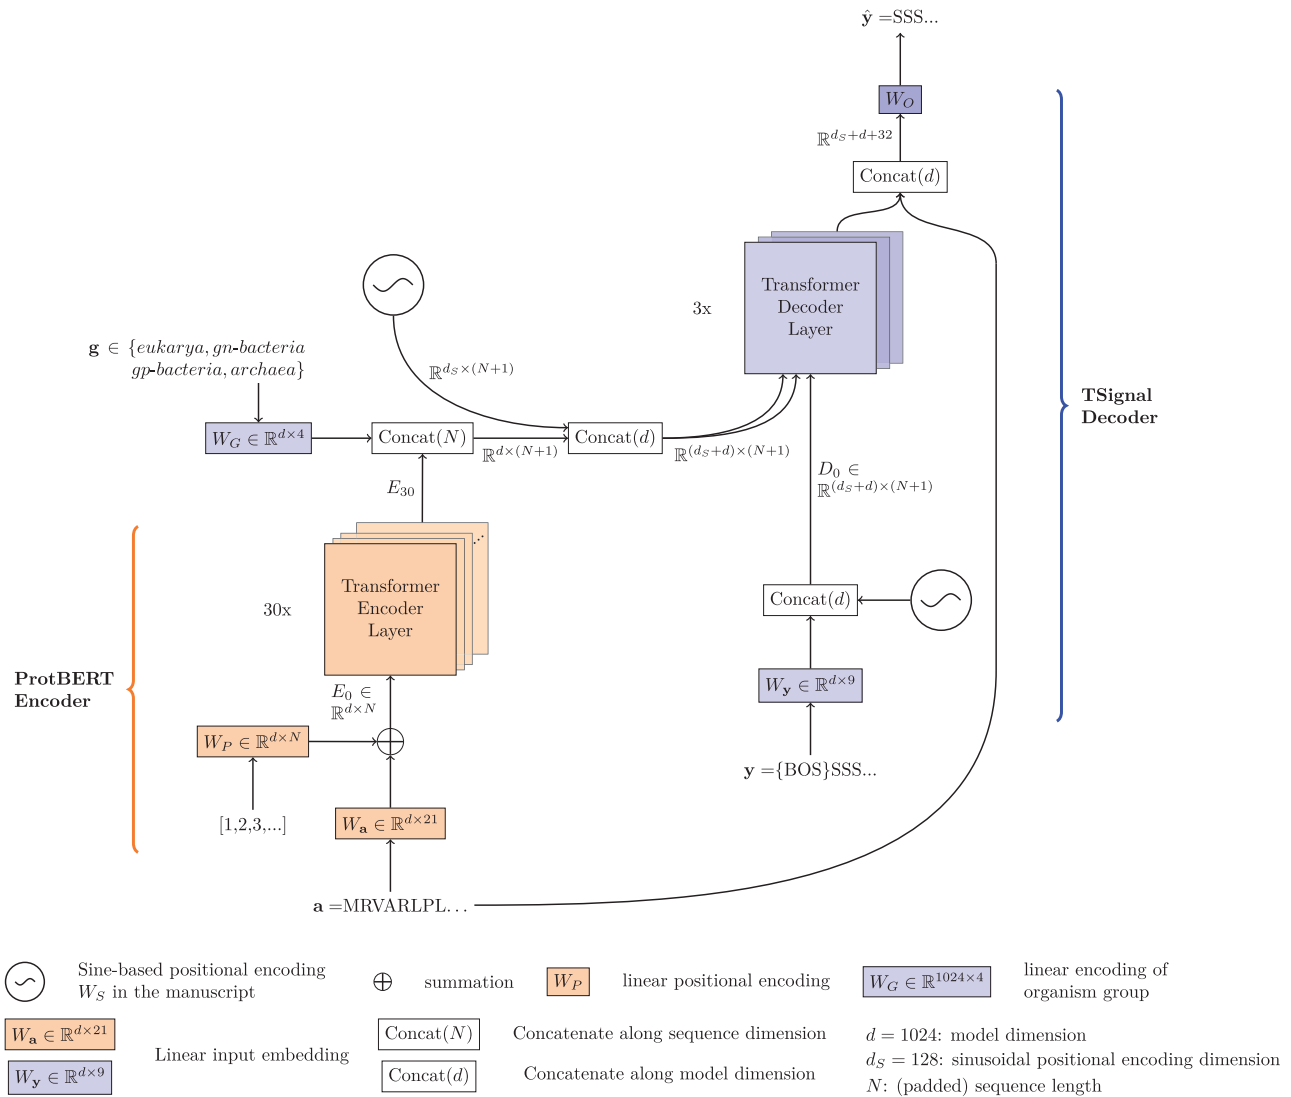 ŷ =SSS...
W_O
ℝ^{d_S+d+32}
Concat(d)
Transformer
Decoder
Layer
3x
TSignal
Decoder
g ∈ {eukarya, gn-bacteria
gp-bacteria, archaea}
ℝ^{d_S×(N+1)}
W_G ∈ ℝ^{d×4}
Concat(N)
ℝ^{d×(N+1)}
Concat(d)
ℝ^{(d_S+d)×(N+1)}
E_{30}
D_0 ∈
ℝ^{(d_S+d)×(N+1)}
Transformer
Encoder
Layer
...
30x
Concat(d)
ProtBERT
Encoder
E_0 ∈
ℝ^{d×N}
W_y ∈ ℝ^{d×9}
W_P ∈ ℝ^{d×N}
y ={BOS}SSS...
[1,2,3,...]
W_a ∈ ℝ^{d×21}
a =MRVARLPL...
Sine-based positional encoding
W_S in the manuscript
summation
W_P
linear positional encoding
W_G ∈ ℝ^{1024×4}
linear encoding of
organism group
W_a ∈ ℝ^{d×21}
W_y ∈ ℝ^{d×9}
Linear input embedding
Concat(N)
Concatenate along sequence dimension
Concat(d)
Concatenate along model dimension
d = 1024: model dimension
d_S = 128: sinusoidal positional encoding dimension
N: (padded) sequence length